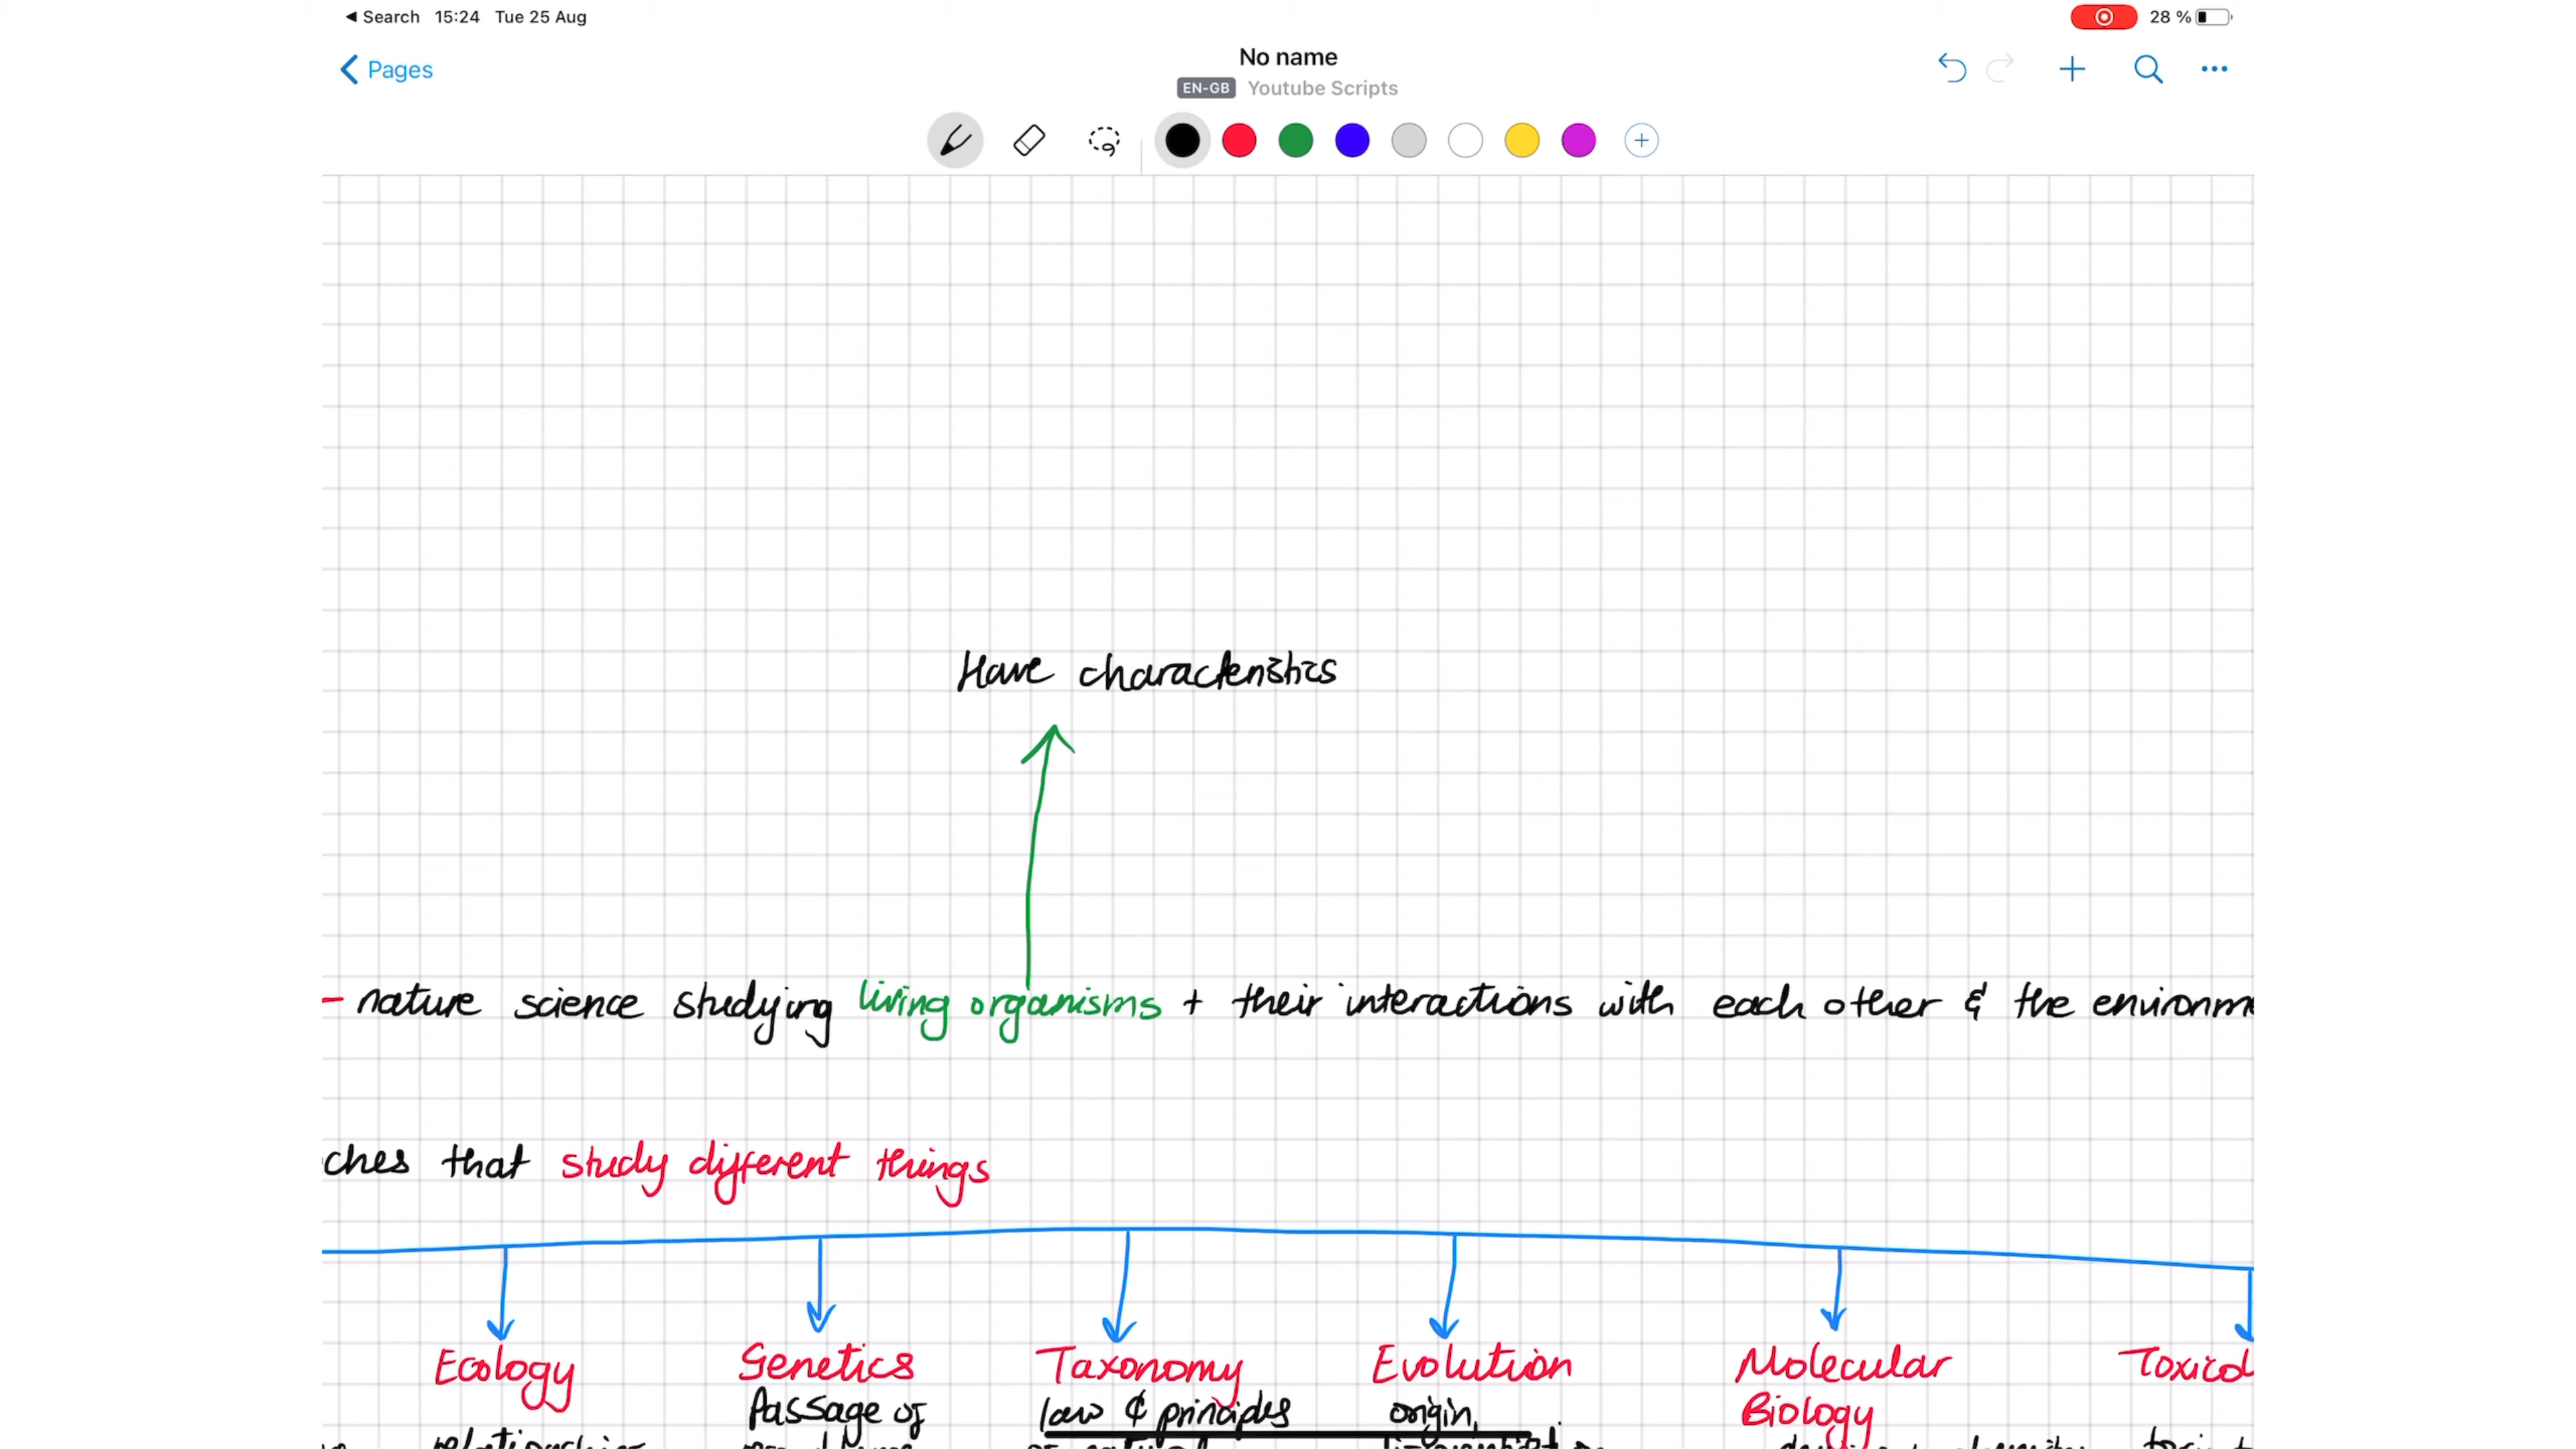 Search 15:24 Tue 25 Aug
28 %
Pages
No name
EN-GB Youtube Scripts
Have characteristics
- nature science studying living organisms + their interactions with each other & the environm
ches that study different things
Ecology Genetics Taxonomy Evolution Molecular Toxicol
Passage of law & principles origin, Biology